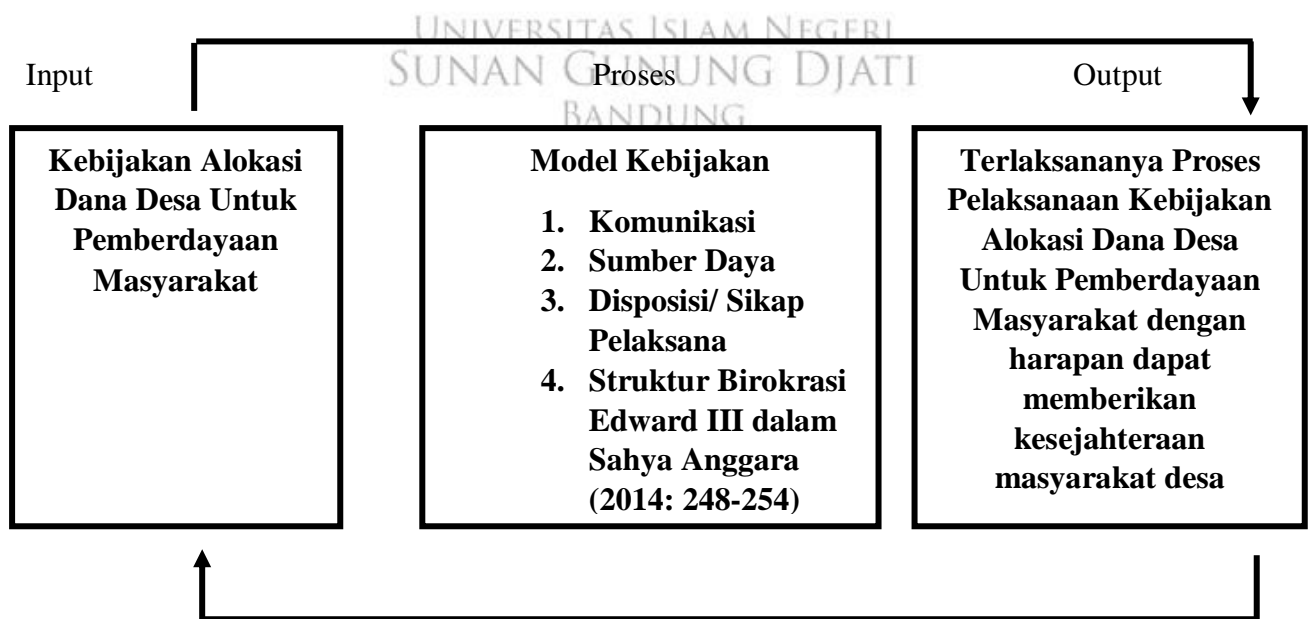 UNIVERSITAS ISLAM NEGERI
SUNAN GUNUNG DJATI
BANDUNG
Input
Proses
Output
Kebijakan Alokasi
Dana Desa Untuk
Pemberdayaan
Masyarakat
Model Kebijakan
1. Komunikasi
2. Sumber Daya
3. Disposisi/ Sikap
Pelaksana
4. Struktur Birokrasi
Edward III dalam
Sahya Anggara
(2014: 248-254)
Terlaksananya Proses
Pelaksanaan Kebijakan
Alokasi Dana Desa
Untuk Pemberdayaan
Masyarakat dengan
harapan dapat
memberikan
kesejahteraan
masyarakat desa